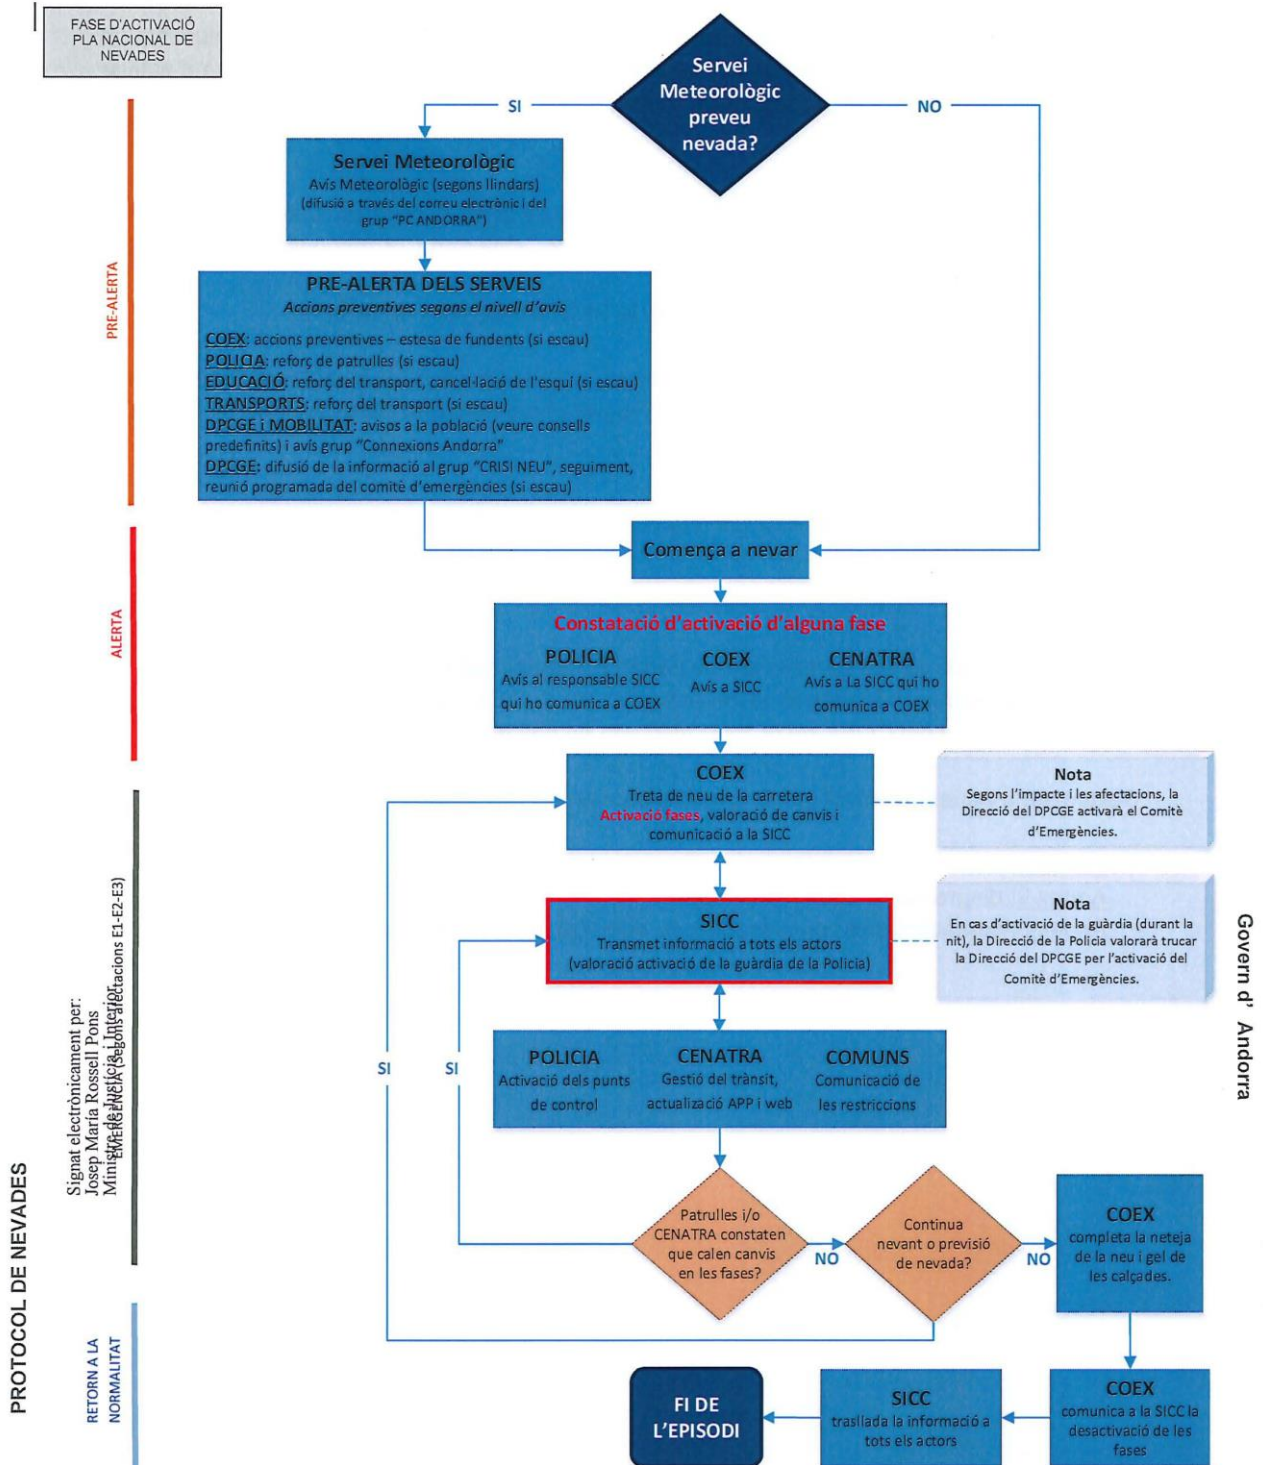 FASE D'ACTIVACIÓ
PLA NACIONAL DE
NEVADES
Servei
Meteorològic
preveu
nevada?
SI
NO
Servei Meteorològic
Avís Meteorològic (segons llindars)
(difusió a través del correu electrònic i del
grup "PC ANDORRA")
PRE-ALERTA
PRE-ALERTA DELS SERVEIS
Accions preventives segons el nivell d'avís
COEX: accions preventives – estesa de fundents (si escau)
POLICIA: reforç de patrulles (si escau)
EDUCACIÓ: reforç del transport, cancel·lació de l'esquí (si escau)
TRANSPORTS: reforç del transport (si escau)
DPCGE i MOBILITAT: avisos a la població (veure consells
predefinits) i avís grup "Connexions Andorra"
DPCGE: difusió de la informació al grup "CRISI NEU", seguiment,
reunió programada del comitè d'emergències (si escau)
Comença a nevar
ALERTA
Constatació d'activació d'alguna fase
POLICIA
Avís al responsable SICC
qui ho comunica a COEX
COEX
Avís a SICC
CENATRA
Avís a La SICC qui ho
comunica a COEX
COEX
Treta de neu de la carretera
Activació fases, valoració de canvis i
comunicació a la SICC
Nota
Segons l'impacte i les afectacions, la
Direcció del DPCGE activarà el Comitè
d'Emergències.
SICC
Transmet informació a tots els actors
(valoració activació de la guàrdia de la Policia)
Nota
En cas d'activació de la guàrdia (durant la
nit), la Direcció de la Policia valorarà trucar
la Direcció del DPCGE per l'activació del
Comitè d'Emergències.
Govern d' Andorra
EMERGÈNCIA (Segons afectacions E1-E2-E3)
Signat electrònicament per:
Josep María Rossell Pons
Ministre de Justícia i Interior
SI
SI
POLICIA
Activació dels punts
de control
CENATRA
Gestió del trànsit,
actualizació APP i web
COMUNS
Comunicació de
les restriccions
Patrulles i/o
CENATRA constaten
que calen canvis
en les fases?
NO
Continua
nevant o previsió
de nevada?
NO
COEX
completa la neteja
de la neu i gel de
les calçades.
PROTOCOL DE NEVADES
RETORN A LA
NORMALITAT
COEX
comunica a la SICC la
desactivació de les
fases
SICC
trasllada la informació a
tots els actors
FI DE
L'EPISODI